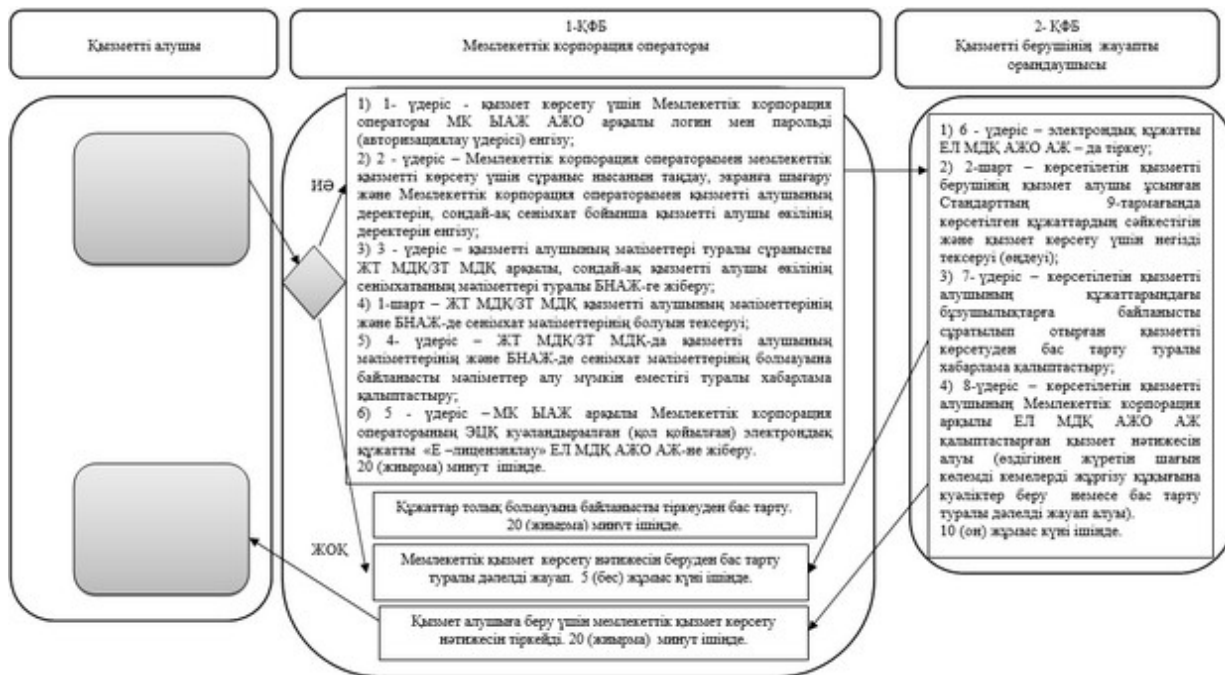 Қызметті алушы
1-ҚФБ
Мемлекеттік корпорация операторы
2- ҚФБ
Қызметті берушінің жауапты
орындаушысы
ИӘ
1) 1- үдеріс - қызмет көрсету үшін Мемлекеттік корпорация
операторы МК ЫАЖ АЖО арқылы логин мен парольді
(авторизациялау үдерісі) енгізу;
2) 2 - үдеріс – Мемлекеттік корпорация операторымен мемлекеттік
қызметті көрсету үшін сұраныс нысанын таңдау, экранға шығару
және Мемлекеттік корпорация операторымен қызметті алушының
деректерін, сондай-ақ сенімхат бойынша қызметті алушы өкілінің
деректерін енгізу;
3) 3 - үдеріс – қызметті алушының мәліметтері туралы сұранысты
ЖТ МДҚ/ЗТ МДҚ арқылы, сондай-ақ қызметті алушы өкілінің
сенімхатының мәліметтері туралы БНАЖ-ге жіберу;
4) 1-шарт – ЖТ МДҚ/ЗТ МДҚ қызметті алушының мәліметтерінің
және БНАЖ-де сенімхат мәліметтерінің болуын тексеруі;
5) 4- үдеріс – ЖТ МДҚ/ЗТ МДҚ-да қызметті алушының
мәліметтерінің және БНАЖ-де сенімхат мәліметтерінің болмауына
байланысты мәліметтер алу мүмкін еместігі туралы хабарлама
қалыптастыру;
6) 5 - үдеріс – МК ЫАЖ арқылы Мемлекеттік корпорация
операторының ЭЦҚ куәландырылған (қол қойылған) электрондық
құжатты «Е –лицензиялау» ЕЛ МДҚ АЖО АЖ-не жіберу.
20 (жиырма) минут ішінде.
Құжаттар толық болмауына байланысты тіркеуден бас тарту.
20 (жиырма) минут ішінде.
ЖОҚ
Мемлекеттік қызмет көрсету нәтижесін беруден бас тарту
туралы дәлелді жауап. 5 (бес) жұмыс күні ішінде.
Қызмет алушыға беру үшін мемлекеттік қызмет көрсету
нәтижесін тіркейді. 20 (жиырма) минут ішінде.
1) 6 - үдеріс – электрондық құжатты
ЕЛ МДҚ АЖО АЖ – да тіркеу;
2) 2-шарт – көрсетілетін қызметті
берушінің қызмет алушы ұсынған
Стандарттың 9-тармағында
көрсетілген құжаттардың сәйкестігін
және қызмет көрсету үшін негізді
тексеруі (өңдеуі);
3) 7- үдеріс – көрсетілетін қызметті
алушының құжаттарындағы
бұзушылықтарға байланысты
сұратылып отырған қызметті
көрсетуден бас тарту туралы
хабарлама қалыптастыру;
4) 8-үдеріс – көрсетілетін қызметті
алушының Мемлекеттік корпорация
арқылы ЕЛ МДҚ АЖО АЖ
қалыптастырған қызмет нәтижесін
алуы (өздігінен жүретін шағын
көлемді кемелерді жүргізу құқығына
куәліктер беру немесе бас тарту
туралы дәлелді жауап алуы).
10 (он) жұмыс күні ішінде.